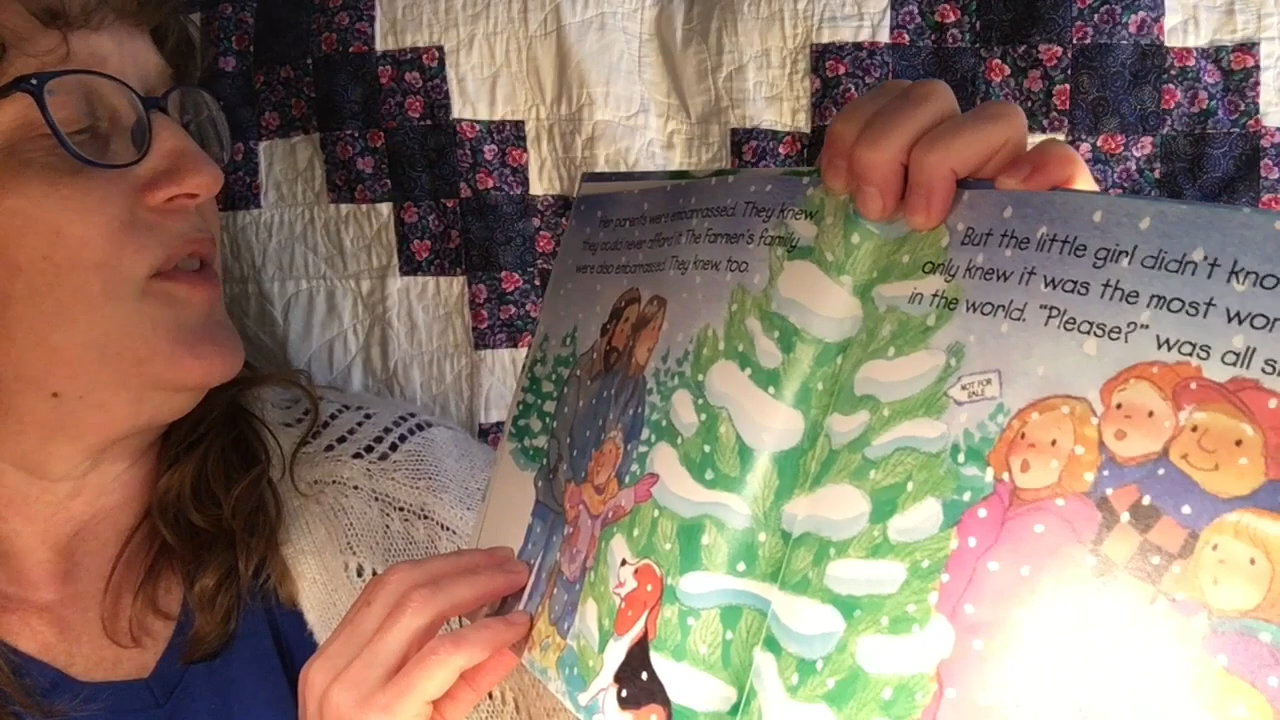 Her parents were embarrassed. They knew
they could never afford it. The Farmer's family
were also embarrassed. They knew, too.
But the little girl didn't kno
only knew it was the most wor
in the world. "Please?" was all s
NOT FOR
SALE